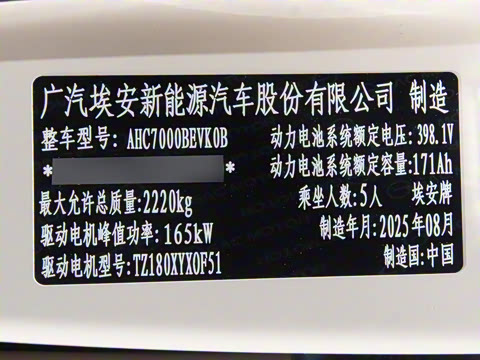 广汽埃安新能源汽车股份有限公司 制造
整车型号: AHC7000BEVK0B 动力电池系统额定电压: 398.1V
* * 动力电池系统额定容量:171Ah
最大允许总质量:2220kg 乘坐人数:5人 埃安牌
驱动电机峰值功率: 165kW 制造年月:2025年08月
驱动电机型号:TZ180XYX0F51 制造国:中国